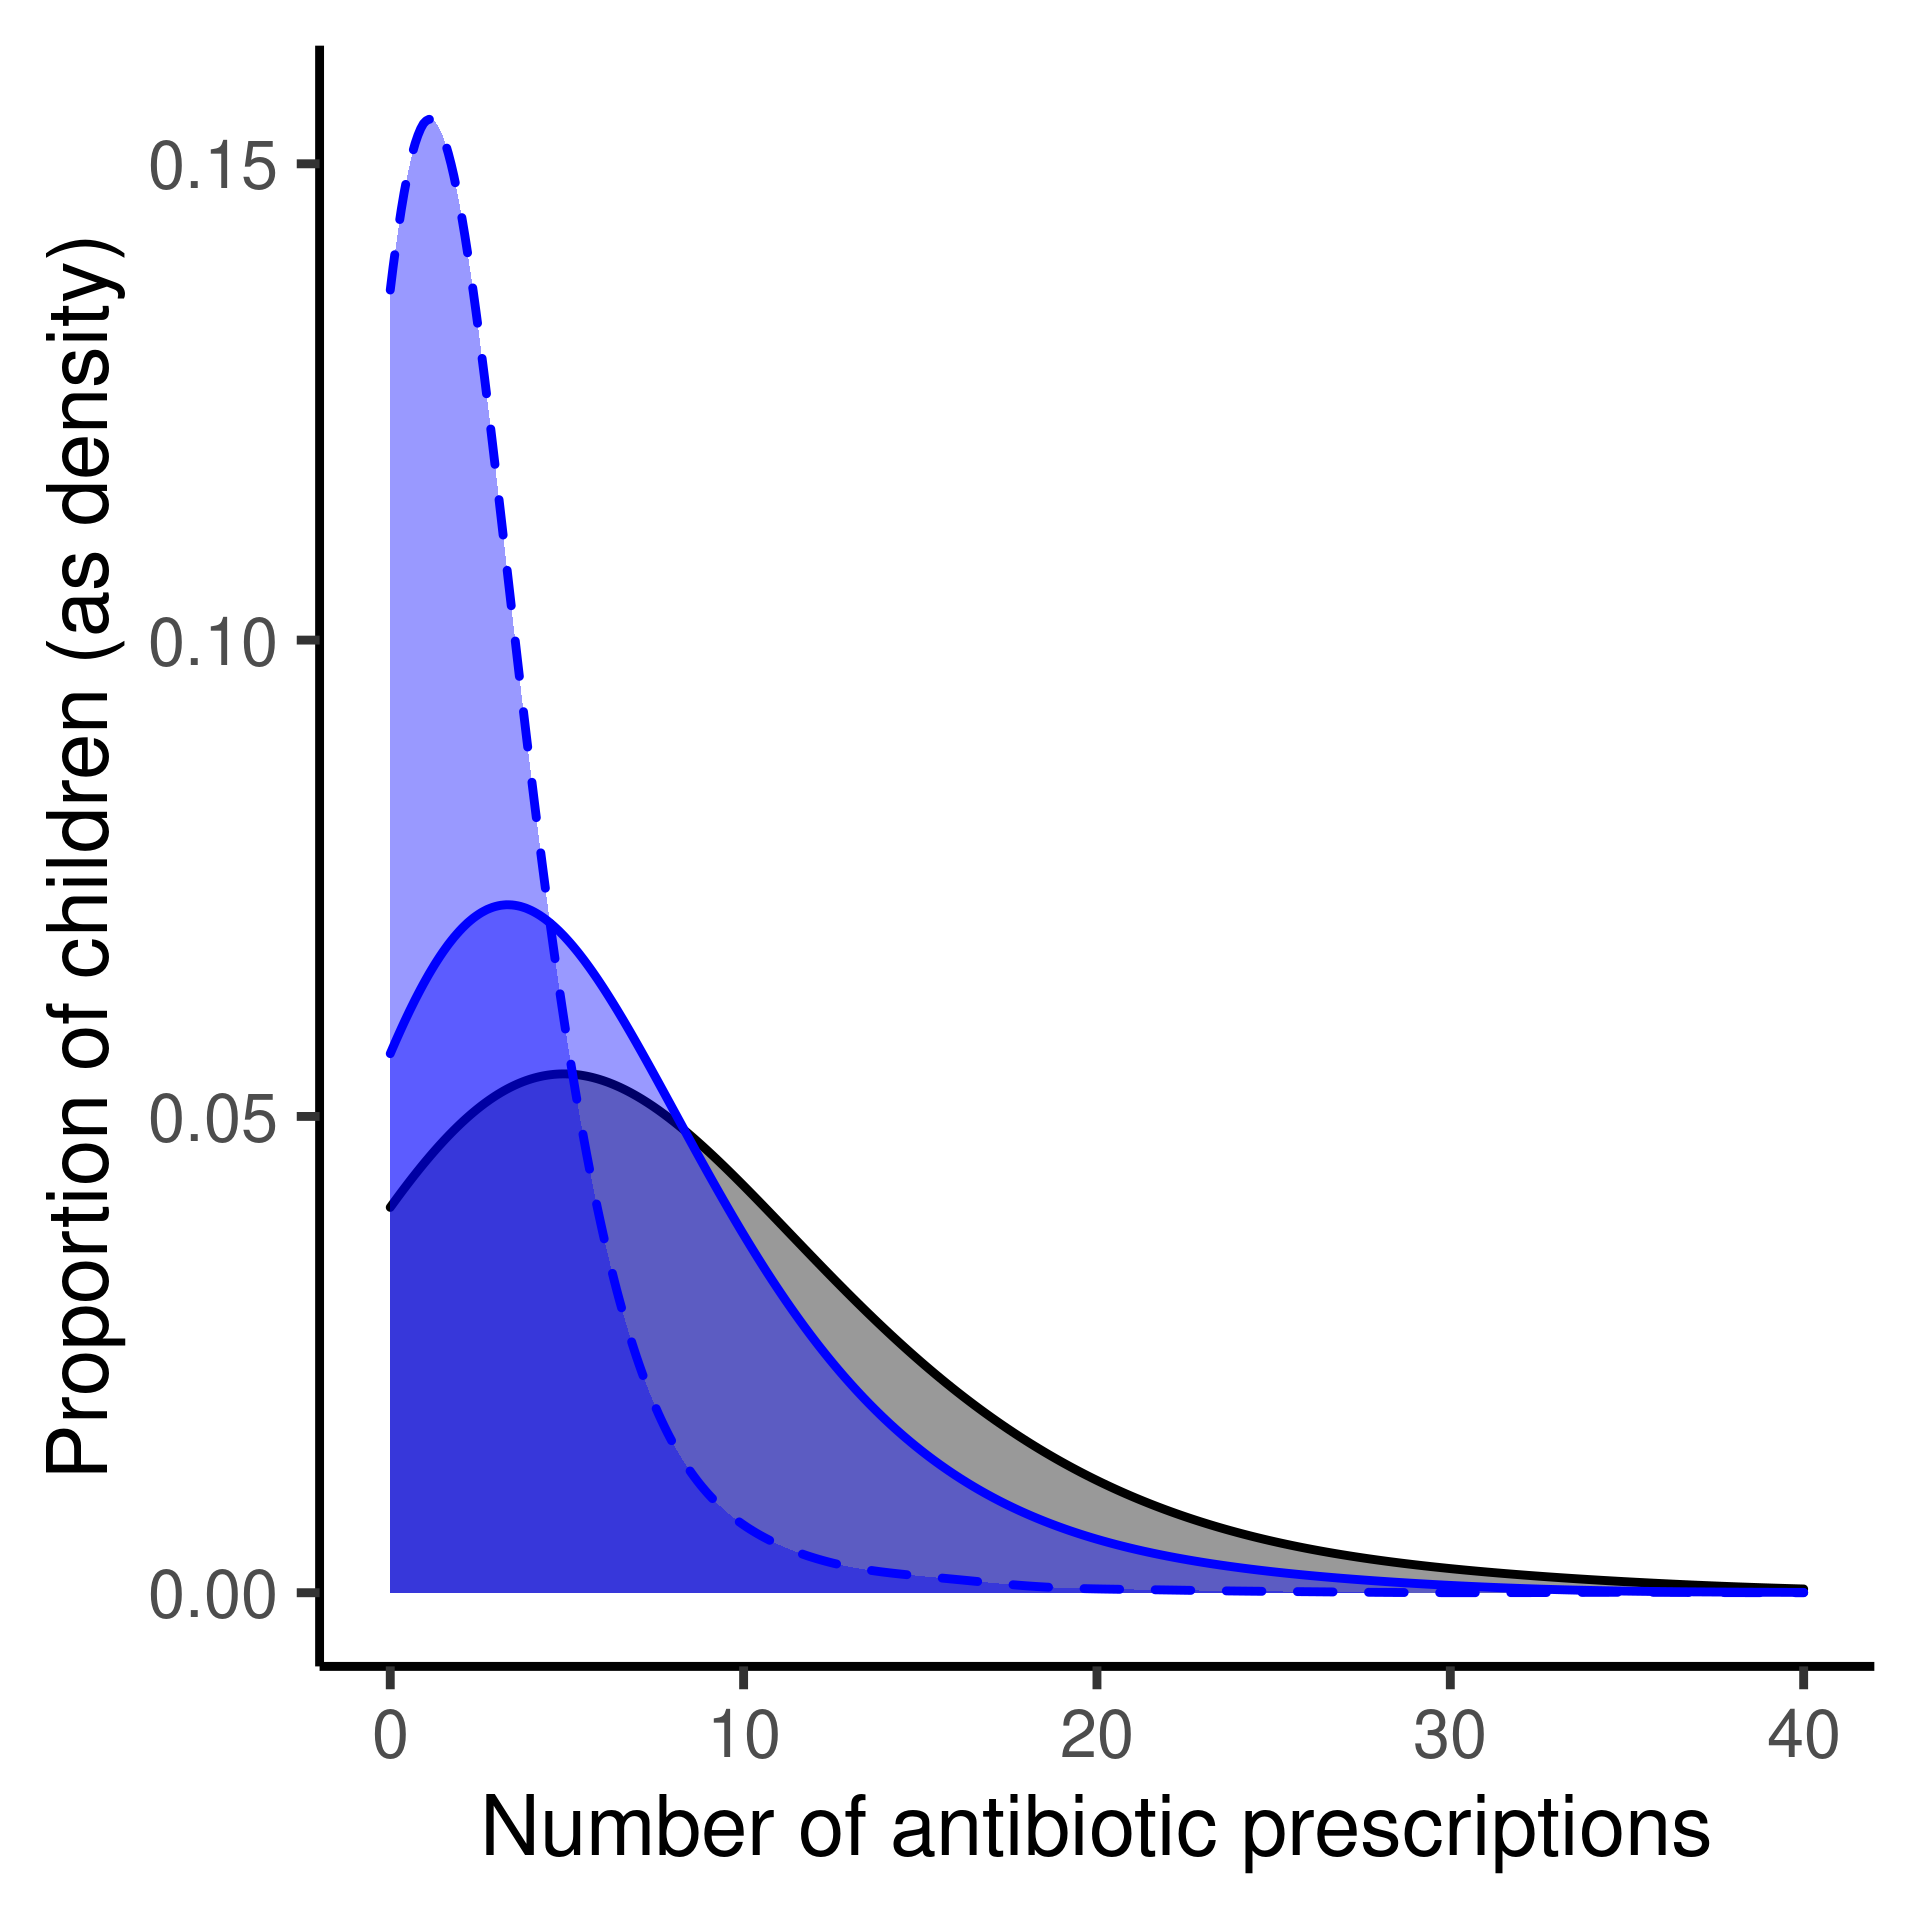 Proportion of children (as density)
0.15
0.10
0.05
0.00
0 10 20 30 40
Number of antibiotic prescriptions